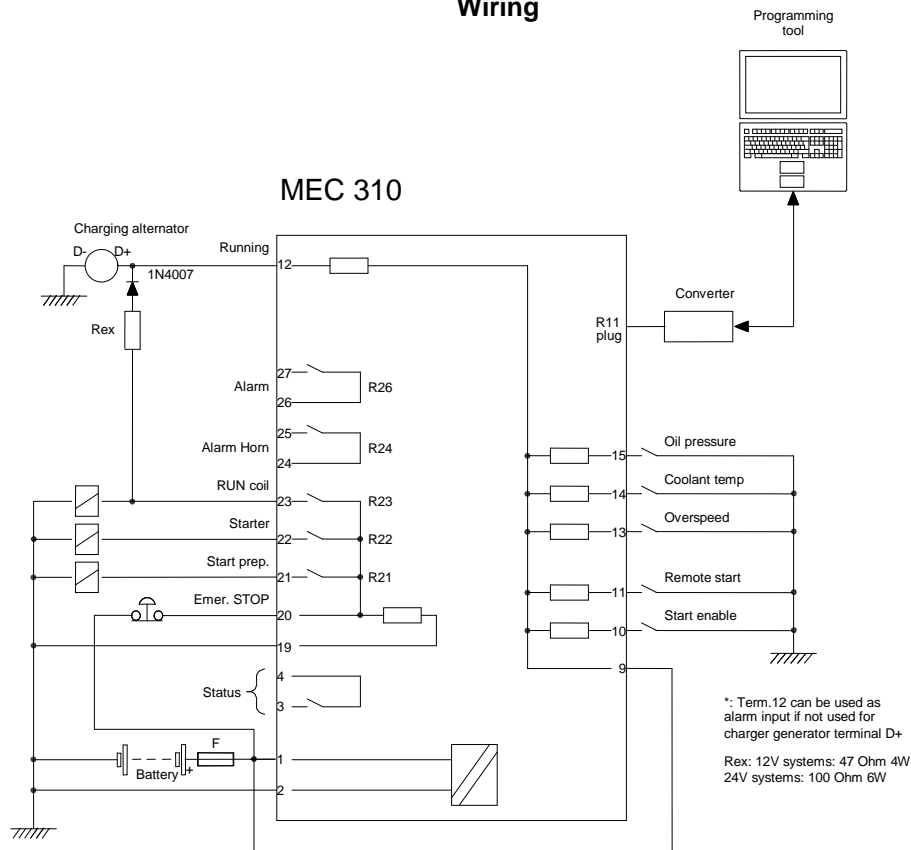 Wiring
Programming
tool
MEC 310
Charging alternator
D-
D+
Running
12
1N4007
Rex
R11
plug
Converter
27
Alarm
26
R26
25
Alarm Horn
24
R24
RUN coil
23
R23
Starter
22
R22
Start prep.
21
R21
Emer. STOP
20
19
4
Status
3
F
1
Battery
+
2
Oil pressure
15
Coolant temp
14
Overspeed
13
Remote start
11
Start enable
10
9
*: Term.12 can be used as
alarm input if not used for
charger generator terminal D+
Rex: 12V systems: 47 Ohm 4W
24V systems: 100 Ohm 6W